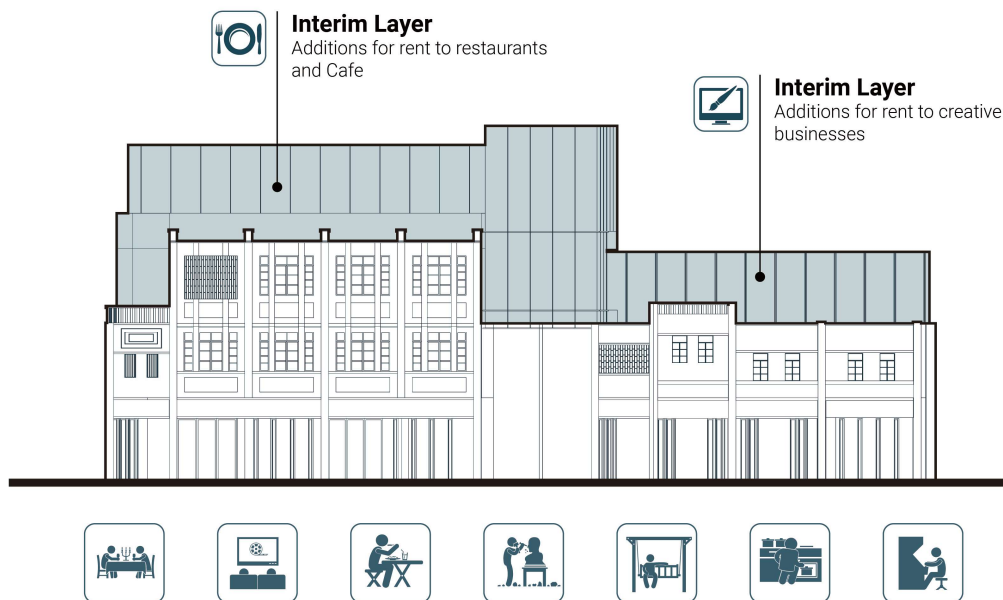 Interim Layer
Additions for rent to restaurants
and Cafe
Interim Layer
Additions for rent to creative
businesses